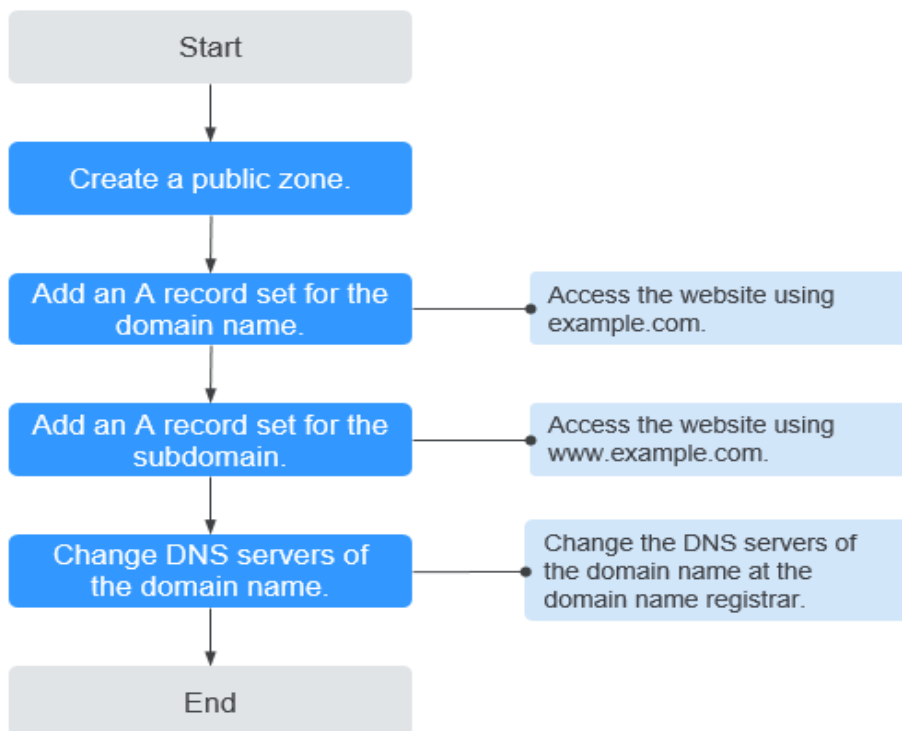 Start
Create a public zone.
Add an A record set for the
domain name.
Access the website using
example.com.
Add an A record set for the
subdomain.
Access the website using
www.example.com.
Change DNS servers of
the domain name.
Change the DNS servers of
the domain name at the
domain name registrar.
End